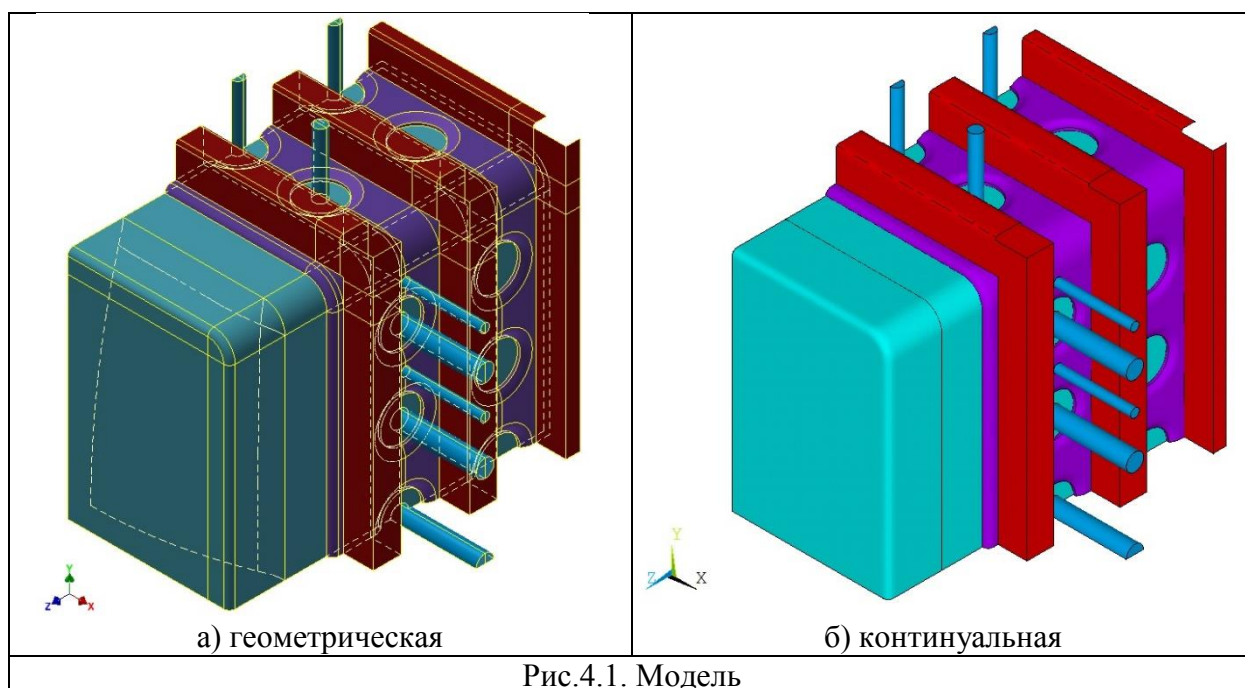 Y
Z
X
а) геометрическая
Y
Z
X
б) континуальная
Рис.4.1. Модель